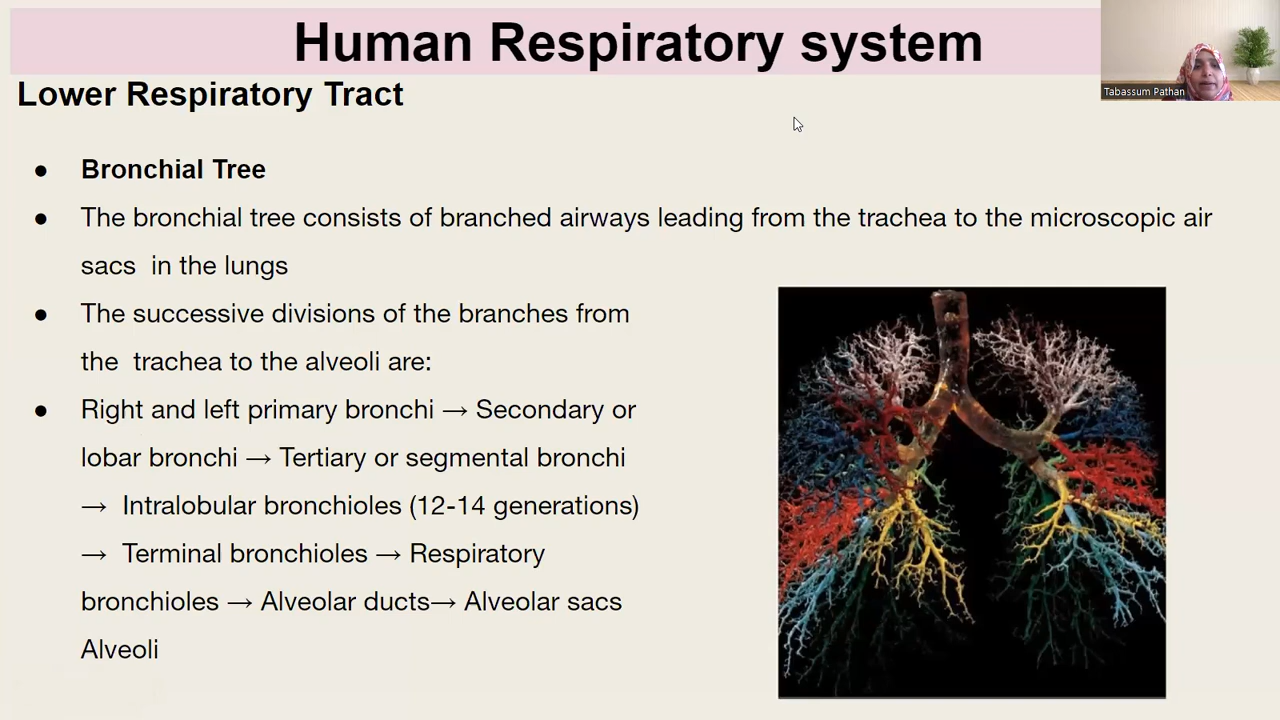 Human Respiratory system
Tabassum Pathan
Lower Respiratory Tract
● Bronchial Tree
● The bronchial tree consists of branched airways leading from the trachea to the microscopic air
sacs in the lungs
● The successive divisions of the branches from
the trachea to the alveoli are:
● Right and left primary bronchi → Secondary or
lobar bronchi → Tertiary or segmental bronchi
→ Intralobular bronchioles (12-14 generations)
→ Terminal bronchioles → Respiratory
bronchioles → Alveolar ducts→ Alveolar sacs
Alveoli